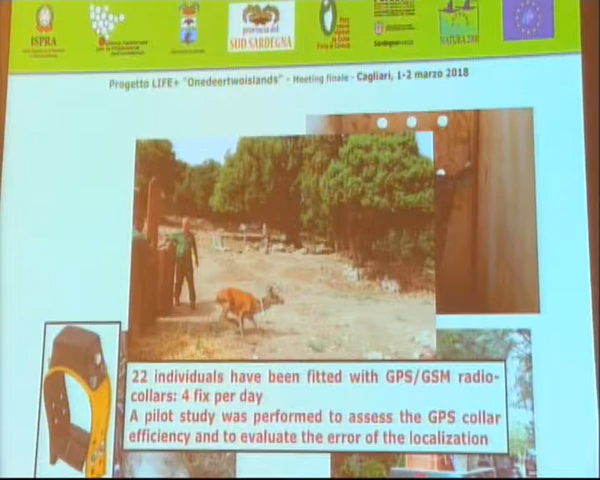 ISPRA
provincia del
SUD SARDEGNA
NATURA 2000
Progetto LIFE+ "Onedeertwoislands" - Meeting finale - Cagliari, 1-2 marzo 2018
22 individuals have been fitted with GPS/GSM radio-
collars: 4 fix per day
A pilot study was performed to assess the GPS collar
efficiency and to evaluate the error of the localization